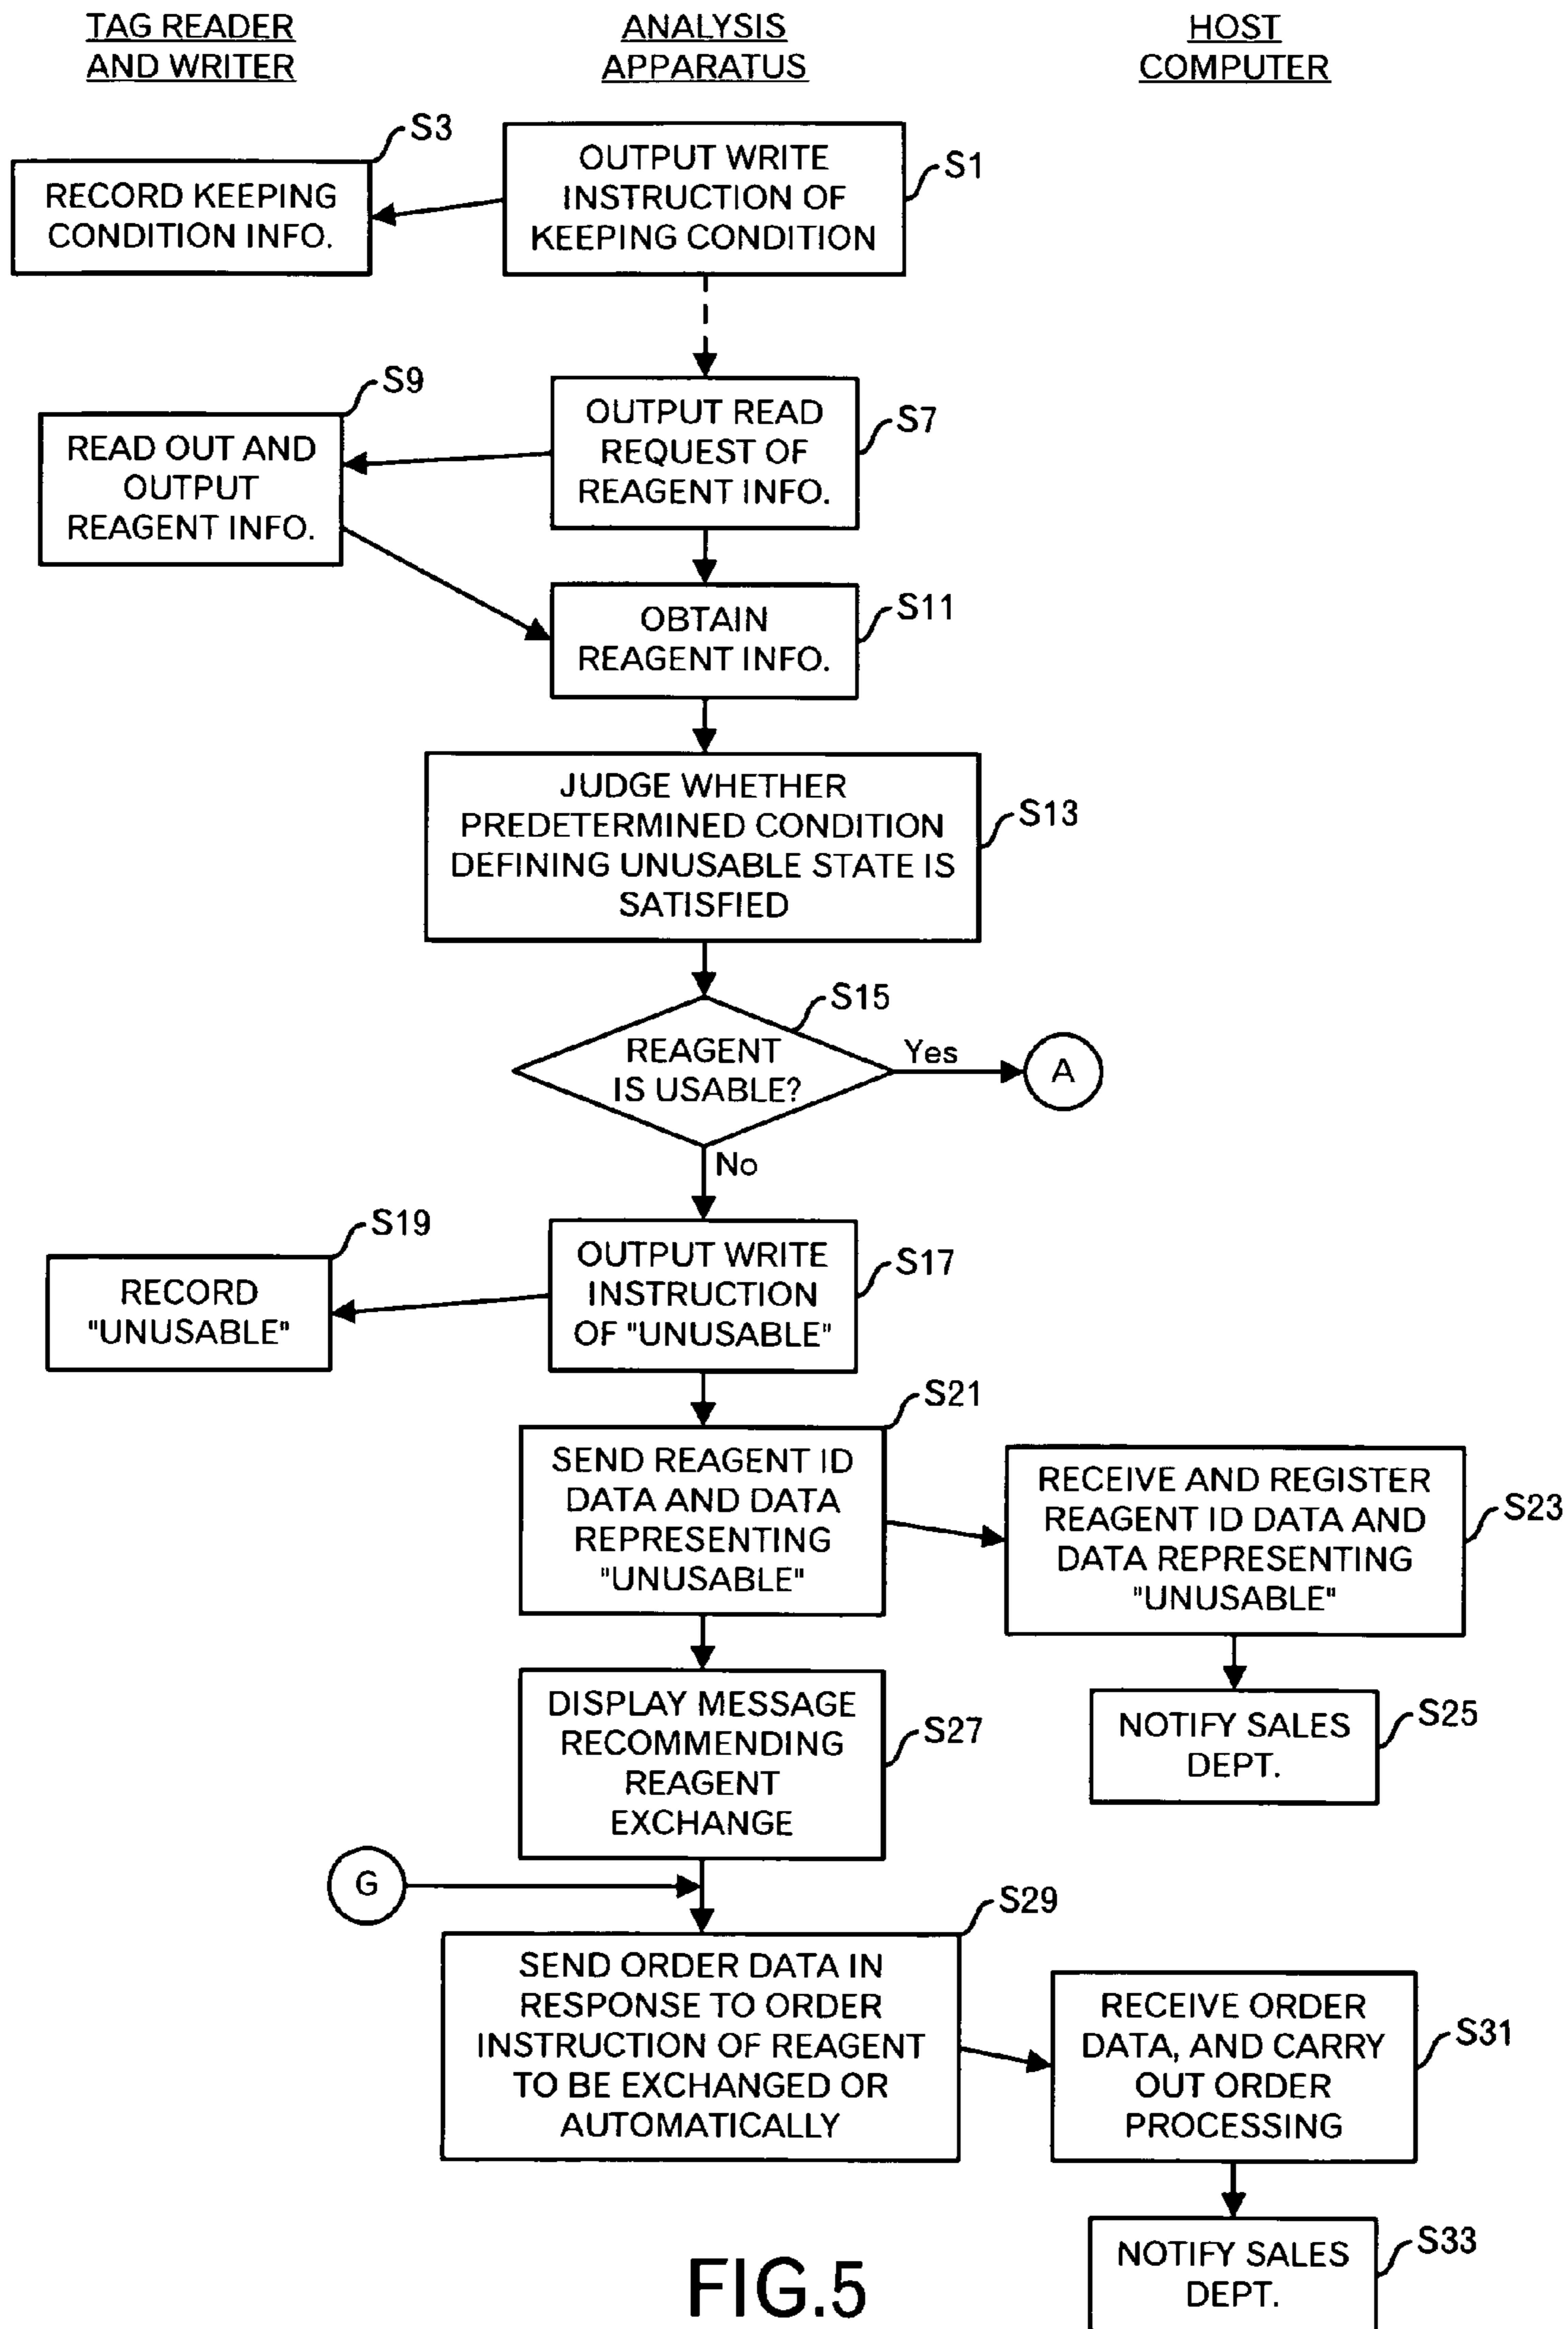 TAG READER
AND WRITER
ANALYSIS
APPARATUS
HOST
COMPUTER
S3
RECORD KEEPING
CONDITION INFO.
OUTPUT WRITE
INSTRUCTION OF
KEEPING CONDITION
S1
S9
READ OUT AND
OUTPUT
REAGENT INFO.
OUTPUT READ
REQUEST OF
REAGENT INFO.
S7
OBTAIN
REAGENT INFO.
S11
JUDGE WHETHER
PREDETERMINED CONDITION
DEFINING UNUSABLE STATE IS
SATISFIED
S13
S15
REAGENT
IS USABLE?
Yes
A
No
S19
RECORD
"UNUSABLE"
OUTPUT WRITE
INSTRUCTION
OF "UNUSABLE"
S17
S21
SEND REAGENT ID
DATA AND DATA
REPRESENTING
"UNUSABLE"
RECEIVE AND REGISTER
REAGENT ID DATA AND
DATA REPRESENTING
"UNUSABLE"
S23
DISPLAY MESSAGE
RECOMMENDING
REAGENT
EXCHANGE
S27
NOTIFY SALES
DEPT.
S25
G
S29
SEND ORDER DATA IN
RESPONSE TO ORDER
INSTRUCTION OF REAGENT
TO BE EXCHANGED OR
AUTOMATICALLY
RECEIVE ORDER
DATA, AND CARRY
OUT ORDER
PROCESSING
S31
NOTIFY SALES
DEPT.
S33
FIG.5